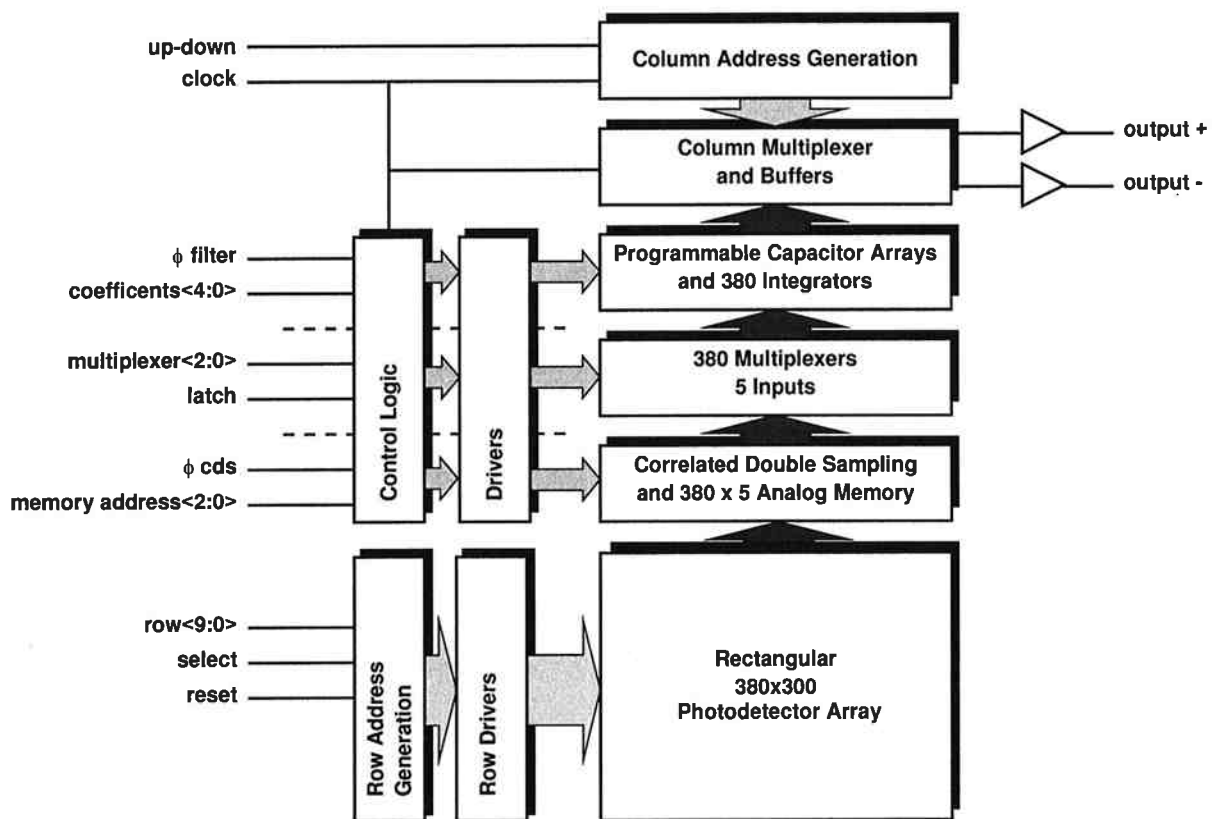 up-down
clock
Column Address Generation
Column Multiplexer
and Buffers
output +
output -
ϕ filter
coefficents<4:0>
multiplexer<2:0>
latch
ϕ cds
memory address<2:0>
Control Logic
Drivers
Programmable Capacitor Arrays
and 380 Integrators
380 Multiplexers
5 Inputs
Correlated Double Sampling
and 380 x 5 Analog Memory
row<9:0>
select
reset
Row Address
Generation
Row Drivers
Rectangular
380x300
Photodetector Array